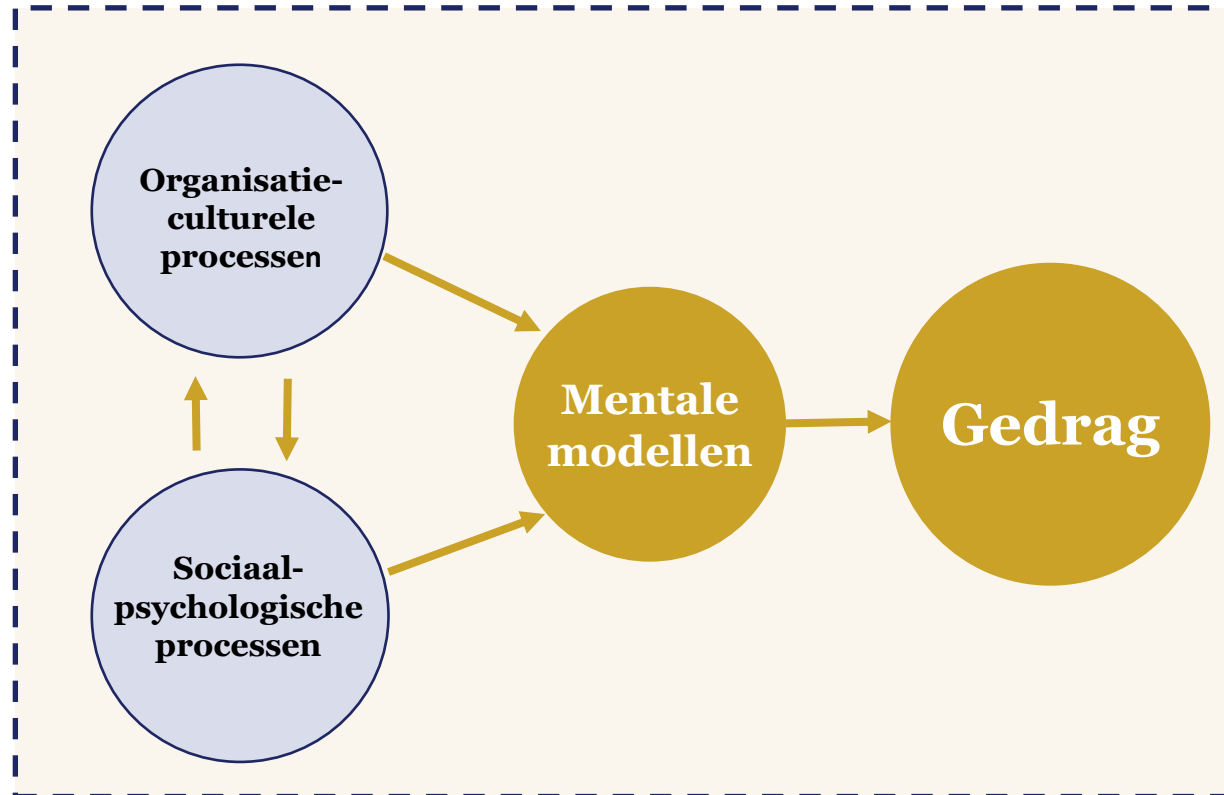 Organisatie-
culturele
processen
Sociaal-
psychologische
processen
Mentale
modellen
Gedrag